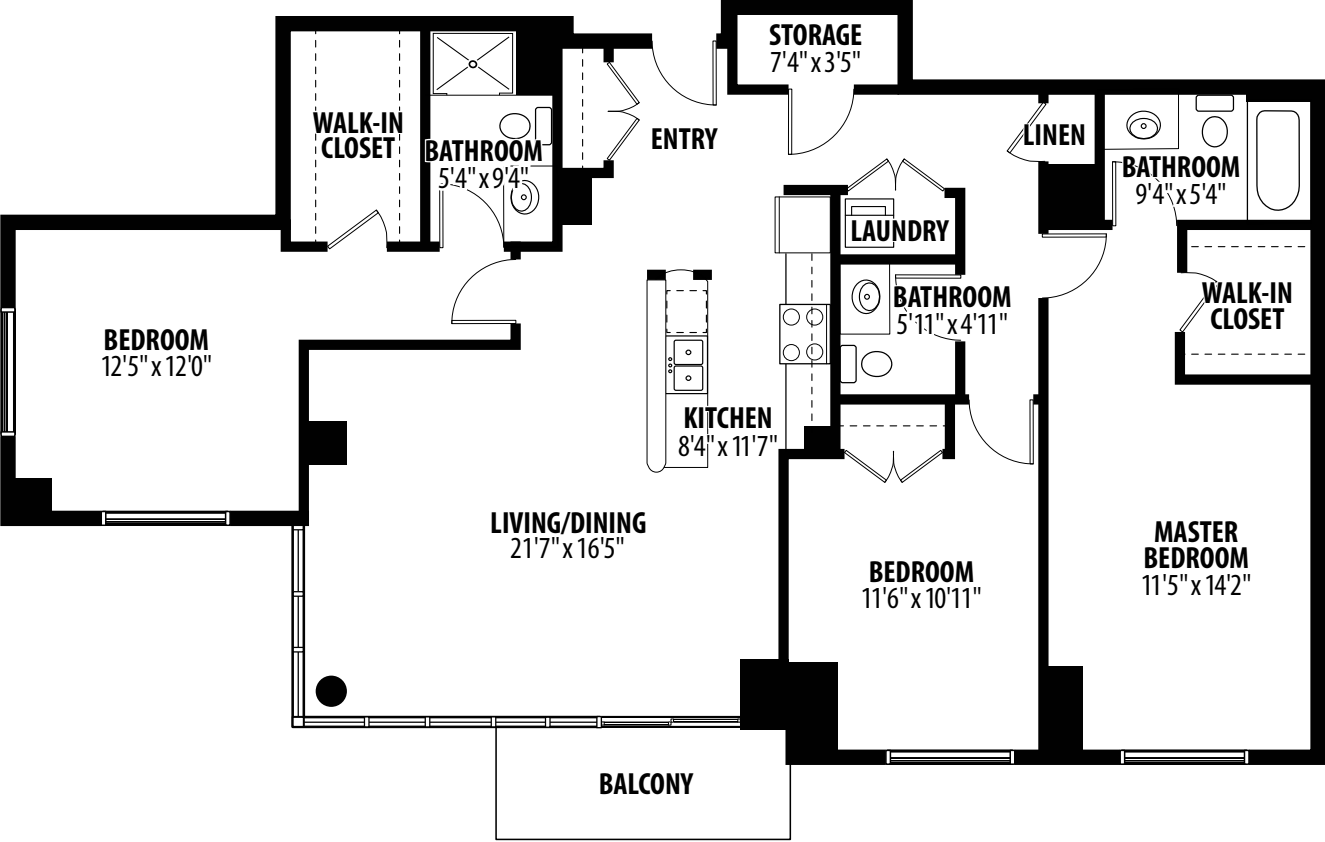 STORAGE
7'4" x 3'5"
WALK-IN
CLOSET
BATHROOM
5'4" x 9'4"
ENTRY
LINEN
BATHROOM
9'4" x 5'4"
LAUNDRY
BATHROOM
5'11" x 4'11"
WALK-IN
CLOSET
BEDROOM
12'5" x 12'0"
KITCHEN
8'4" x 11'7"
LIVING/DINING
21'7" x 16'5"
BEDROOM
11'6" x 10'11"
MASTER
BEDROOM
11'5" x 14'2"
BALCONY